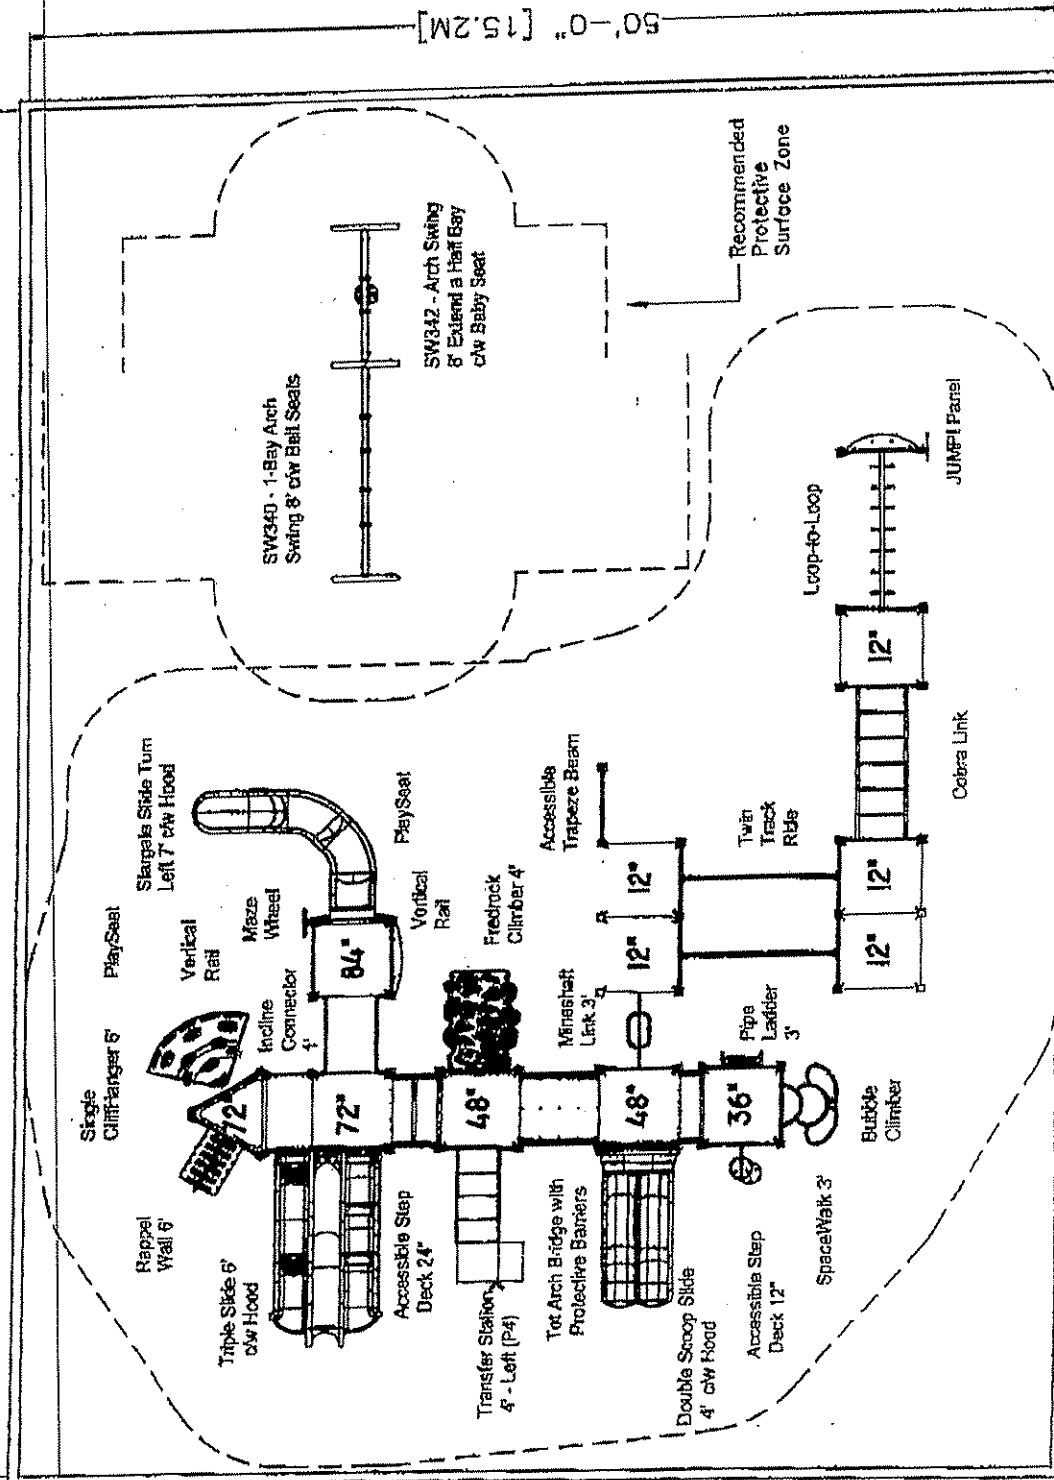 50'-0" [15.2M]
SW340 - 1-Bay Arch
Swing 8' c/w Belt Seats
SW342 - Arch Swing
8' Extend a Half Bay
c/w Baby Seat
Recommended
Protective
Surface Zone
Single
CliffHanger 6'
PlaySeat
Vertical
Rail
Maze
Wheel
Stargate Slide Turn
Left 7' c/w Hood
Incline
Connector
1'
Rappel
Wall 6'
72"
72"
84"
PlaySeat
Vertical
Rail
Triple Slide 6'
c/w Hood
Accessible Step
Deck 24"
Fredrock
Climber 4'
48"
Transfer Station
4' - Left (P4)
Tot Arch Bridge with
Protective Barriers
Mineshaft
Link 3'
Accessible
Trapeze Beam
48"
12"
12"
Double Scoop Slide
4' c/w Hood
Accessible Step
Deck 12"
36"
Pipe
Ladder
3'
Twin
Track
Ride
SpaceWalk 3'
Bubble
Climber
12"
12"
Cobra Link
12"
Loop-to-Loop
JUMP! Panel